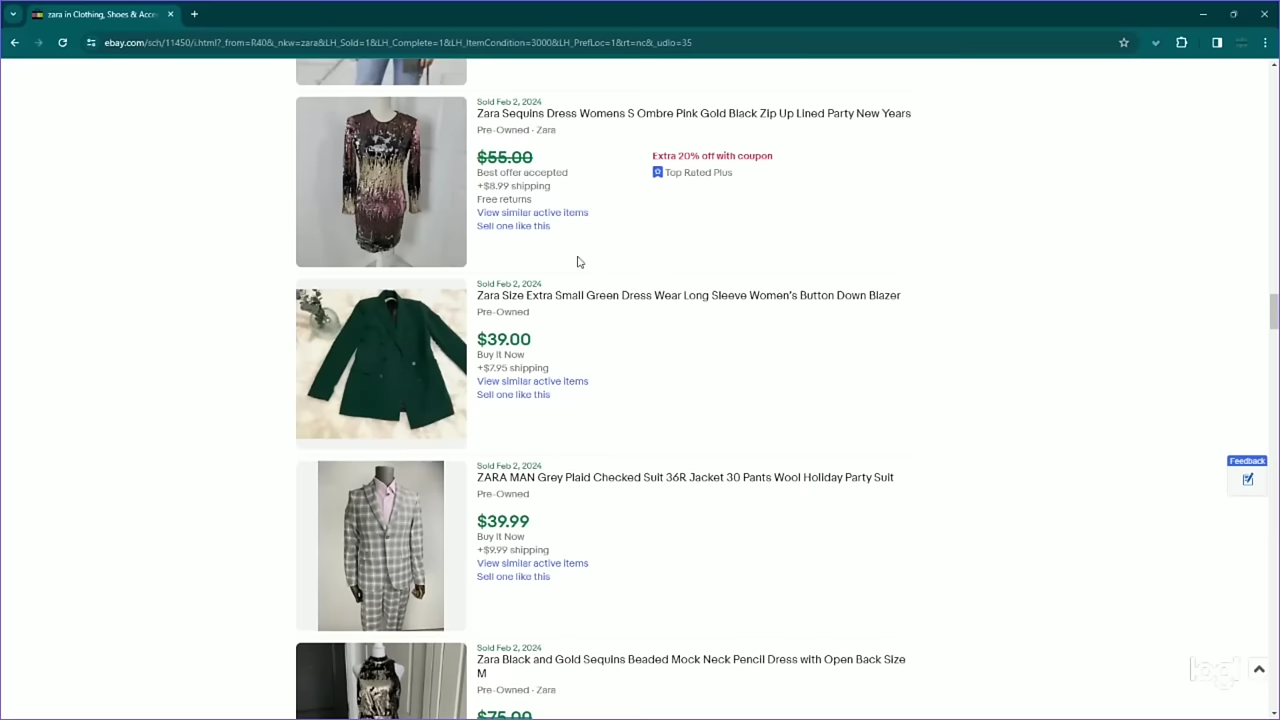 zara in Clothing, Shoes & Acce
ebay.com/sch/11450/i.html?_from=R40&_nkw=zara&LH_Sold=1&LH_Complete=1&LH_ItemCondition=3000&LH_PrefLoc=1&rt=nc&_udlo=35
Sold Feb 2, 2024
Zara Sequins Dress Womens S Ombre Pink Gold Black Zip Up Lined Party New Years
Pre-Owned · Zara
$55.00
Extra 20% off with coupon
Best offer accepted
Top Rated Plus
+$8.99 shipping
Free returns
View similar active items
Sell one like this
Sold Feb 2, 2024
Zara Size Extra Small Green Dress Wear Long Sleeve Women's Button Down Blazer
Pre-Owned
$39.00
Buy It Now
+$7.95 shipping
View similar active items
Sell one like this
Feedback
Sold Feb 2, 2024
ZARA MAN Grey Plaid Checked Suit 36R Jacket 30 Pants Wool Holiday Party Suit
Pre-Owned
$39.99
Buy It Now
+$9.99 shipping
View similar active items
Sell one like this
Sold Feb 2, 2024
Zara Black and Gold Sequins Beaded Mock Neck Pencil Dress with Open Back Size
M
Pre-Owned · Zara
$75.00